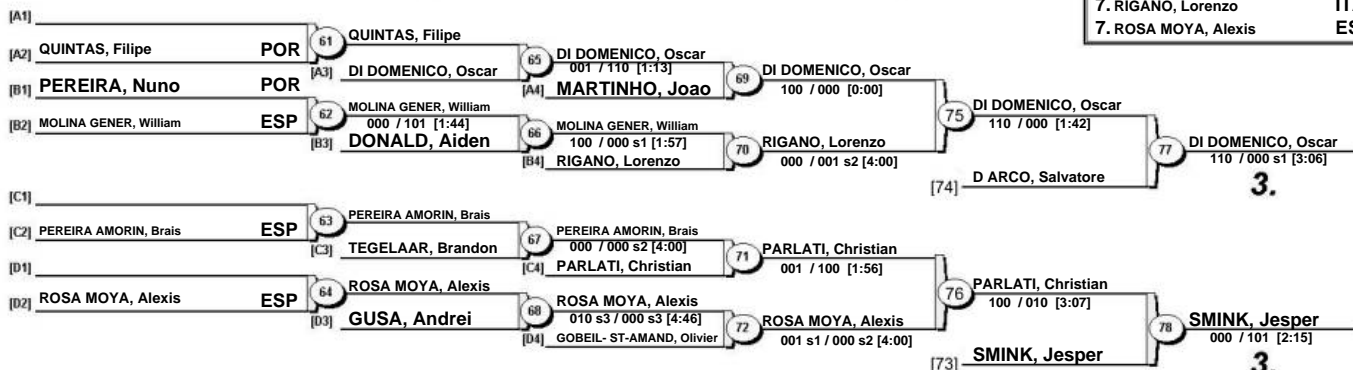 7. RIGANO, Lorenzo
7. ROSA MOYA, Alexis ES
[A1]
[A2] QUINTAS, Filipe POR
61 QUINTAS, Filipe
[A3] DI DOMENICO, Oscar
65 DI DOMENICO, Oscar
001 / 110 [1:13]
[A4] MARTINHO, Joao
69 DI DOMENICO, Oscar
100 / 000 [0:00]
[B1] PEREIRA, Nuno POR
[B2] MOLINA GENER, William ESP
62 MOLINA GENER, William
000 / 101 [1:44]
[B3] DONALD, Aiden
66 MOLINA GENER, William
100 / 000 s1 [1:57]
[B4] RIGANO, Lorenzo
70 RIGANO, Lorenzo
000 / 001 s2 [4:00]
75 DI DOMENICO, Oscar
110 / 000 [1:42]
[74] D ARCO, Salvatore
77 DI DOMENICO, Oscar
110 / 000 s1 [3:06]
3.
[C1]
[C2] PEREIRA AMORIN, Brais ESP
63 PEREIRA AMORIN, Brais
[C3] TEGELAAR, Brandon
67 PEREIRA AMORIN, Brais
000 / 000 s2 [4:00]
[C4] PARLATI, Christian
71 PARLATI, Christian
001 / 100 [1:56]
[D1]
[D2] ROSA MOYA, Alexis ESP
64 ROSA MOYA, Alexis
[D3] GUSA, Andrei
68 ROSA MOYA, Alexis
010 s3 / 000 s3 [4:46]
[D4] GOBEIL- ST-AMAND, Olivier
72 ROSA MOYA, Alexis
001 s1 / 000 s2 [4:00]
76 PARLATI, Christian
100 / 010 [3:07]
[73] SMINK, Jesper
78 SMINK, Jesper
000 / 101 [2:15]
3.